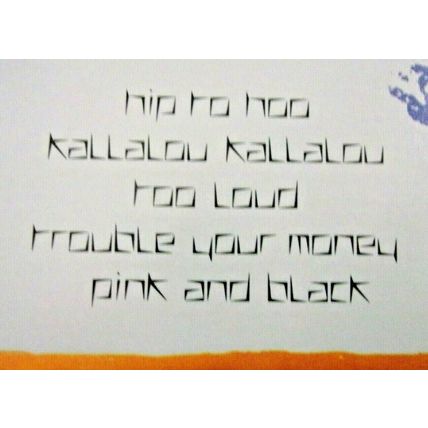 hip to hoo
kallalou kallalou
too loud
trouble your money
pink and black